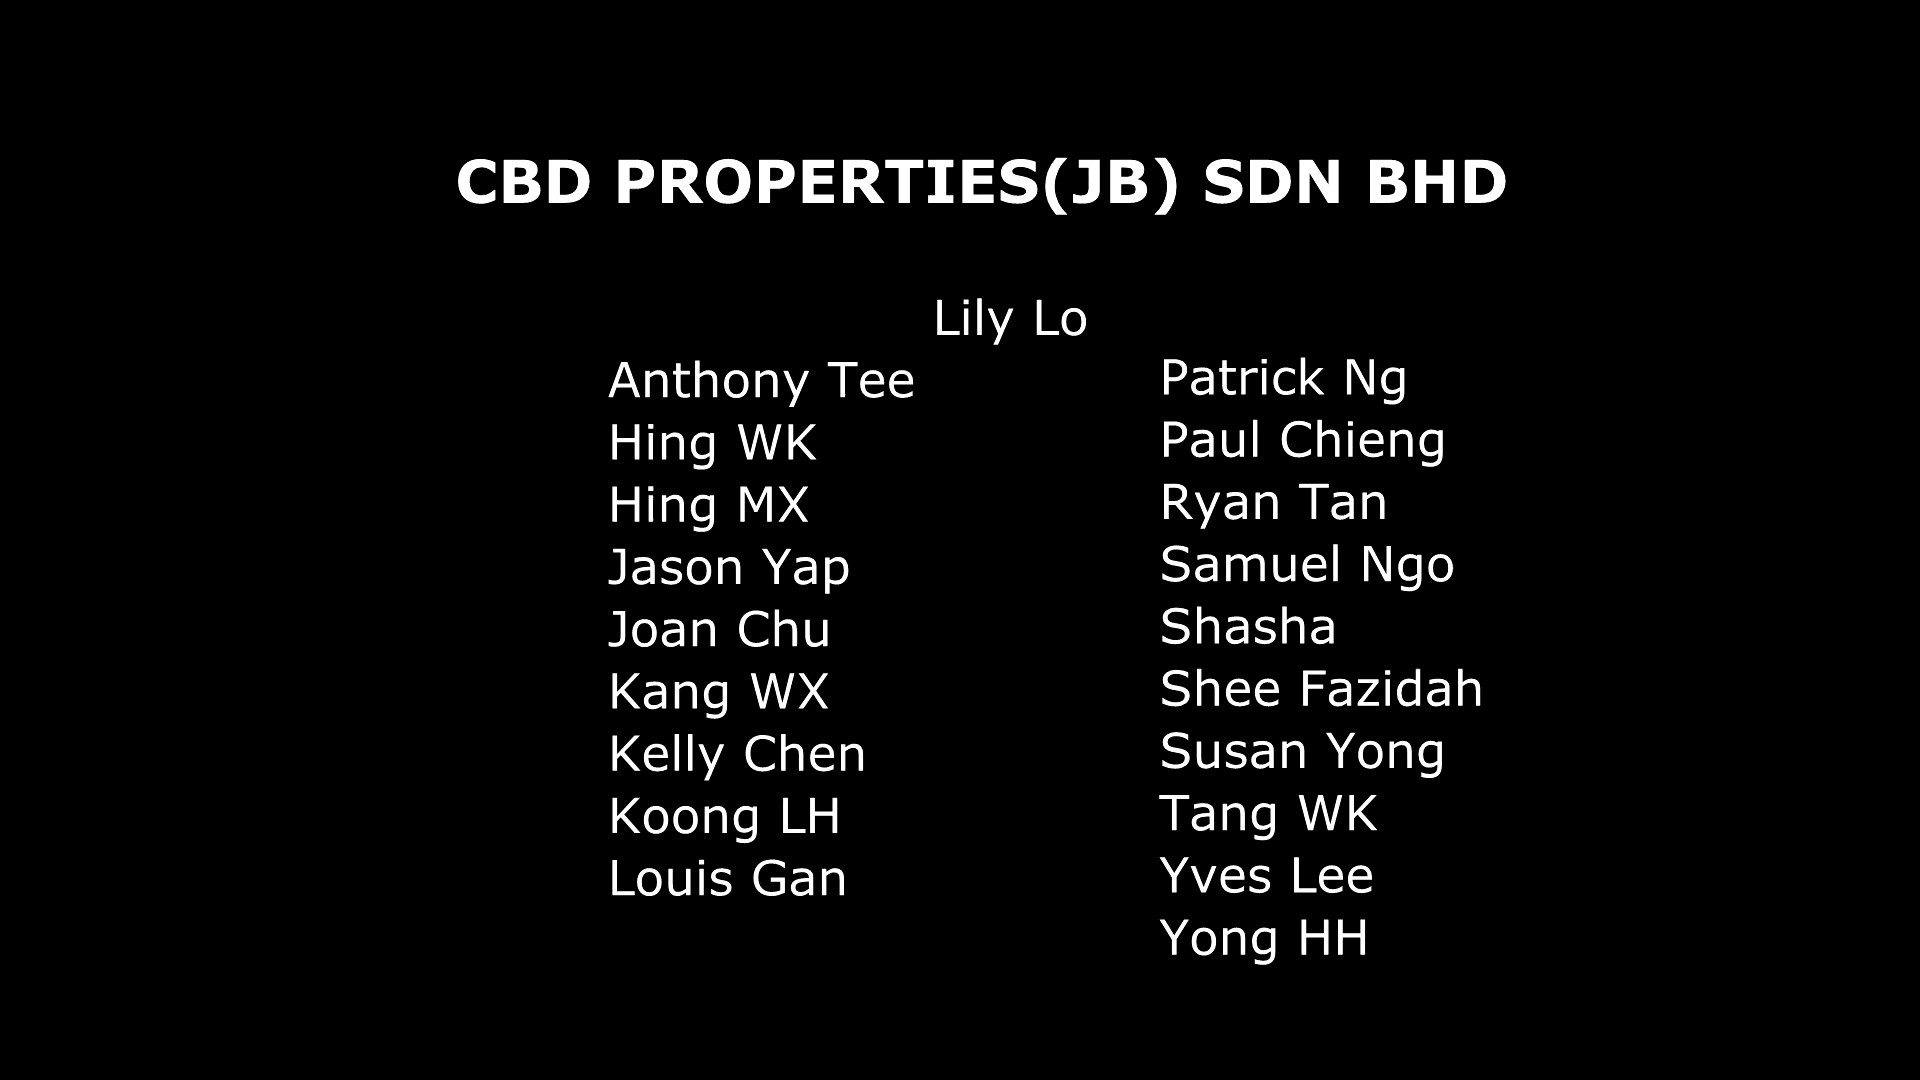 CBD PROPERTIES(JB) SDN BHD
Lily Lo
Anthony Tee
Hing WK
Hing MX
Jason Yap
Joan Chu
Kang WX
Kelly Chen
Koong LH
Louis Gan
Patrick Ng
Paul Chieng
Ryan Tan
Samuel Ngo
Shasha
Shee Fazidah
Susan Yong
Tang WK
Yves Lee
Yong HH